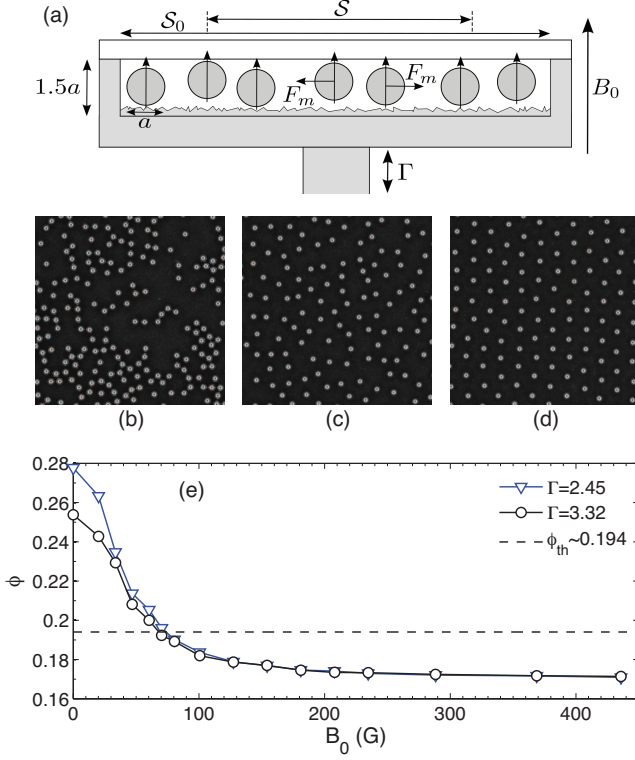 (a)
𝒮
𝒮₀
1.5a
Fₘ
Fₘ
B₀
a
Γ
(b)
(c)
(d)
(e)
0.28
0.26
0.24
0.22
0.2
0.18
0.16
ϕ
Γ=2.45
Γ=3.32
ϕth~0.194
0
100
200
300
400
B₀ (G)